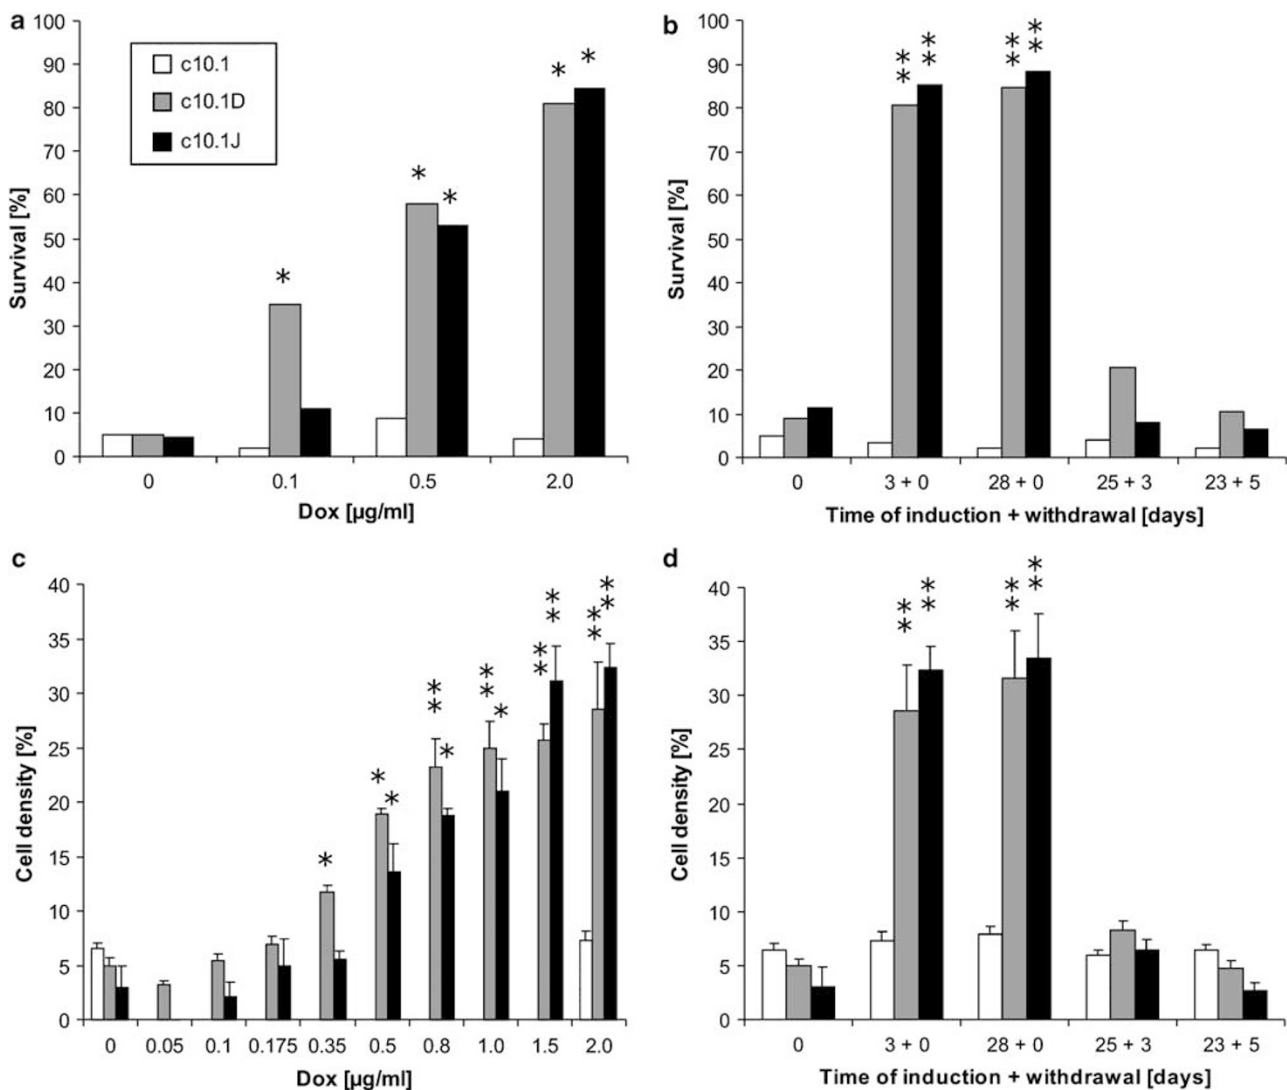 a
100
90
80
70
60
50
40
30
20
10
0
Survival [%]
c10.1
c10.1D
c10.1J
*
* *
* *
0 0.1 0.5 2.0
Dox [µg/ml]
b
100
90
80
70
60
50
40
30
20
10
0
Survival [%]
** ** ** **
0 3 + 0 28 + 0 25 + 3 23 + 5
Time of induction + withdrawal [days]
c
40
35
30
25
20
15
10
5
0
Cell density [%]
* * * ** * ** * ** ** ** **
0 0.05 0.1 0.175 0.35 0.5 0.8 1.0 1.5 2.0
Dox [µg/ml]
d
40
35
30
25
20
15
10
5
0
Cell density [%]
** ** ** **
0 3 + 0 28 + 0 25 + 3 23 + 5
Time of induction + withdrawal [days]